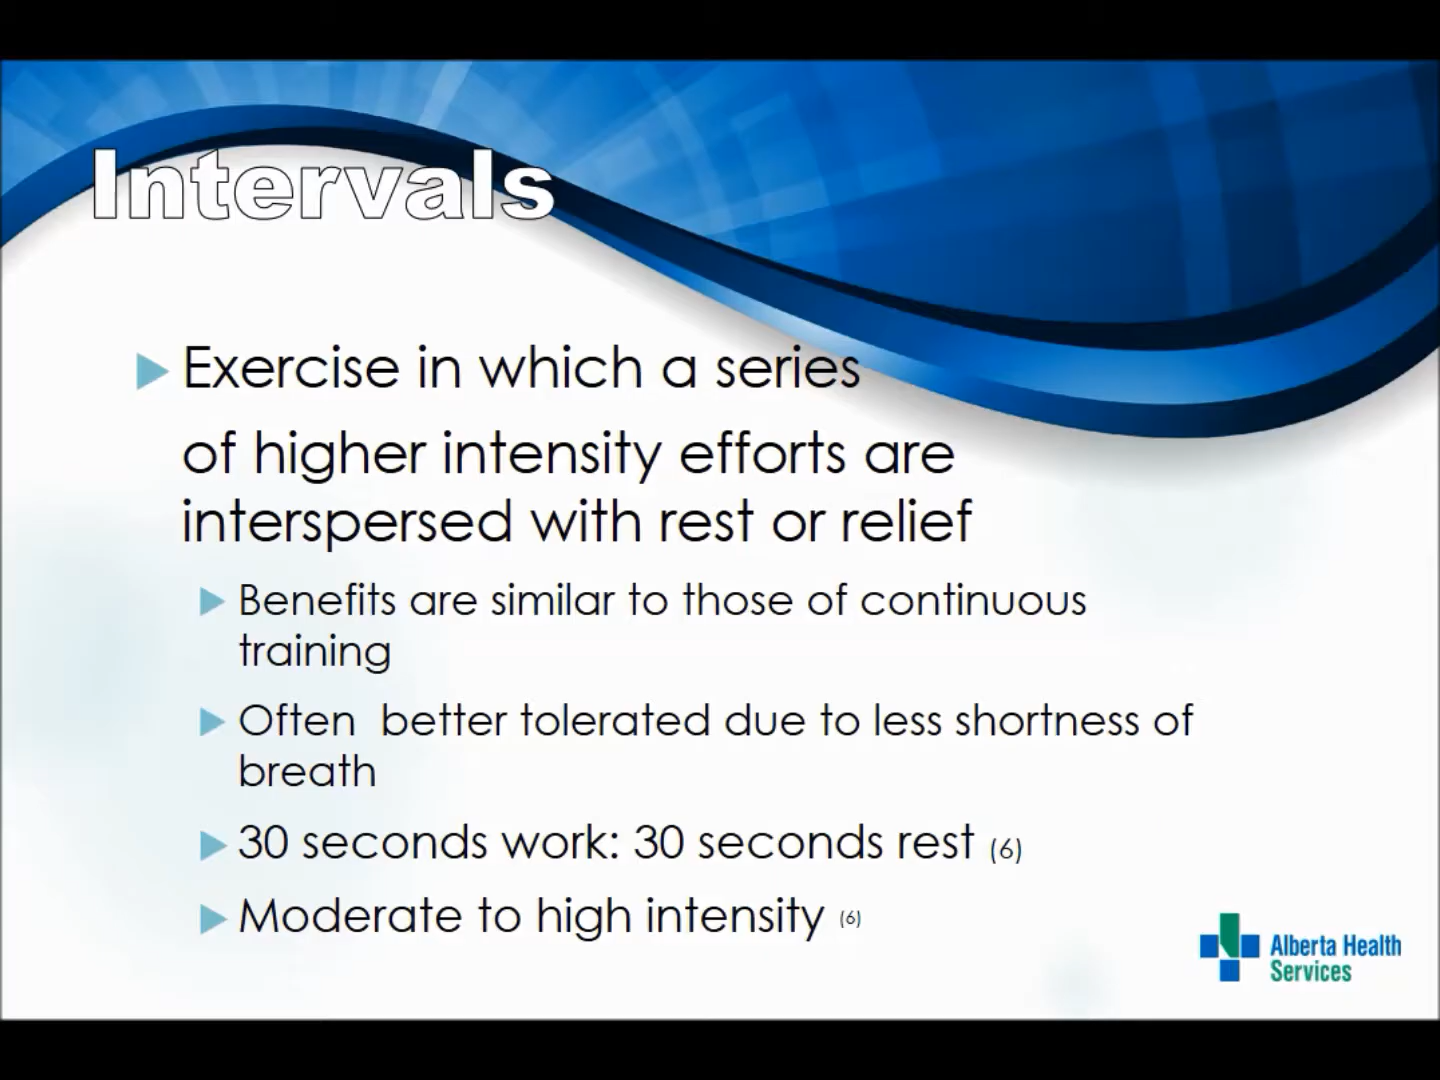 Intervals
Exercise in which a series
of higher intensity efforts are
interspersed with rest or relief
Benefits are similar to those of continuous
training
Often better tolerated due to less shortness of
breath
30 seconds work: 30 seconds rest (6)
Moderate to high intensity (6)
Alberta Health
Services